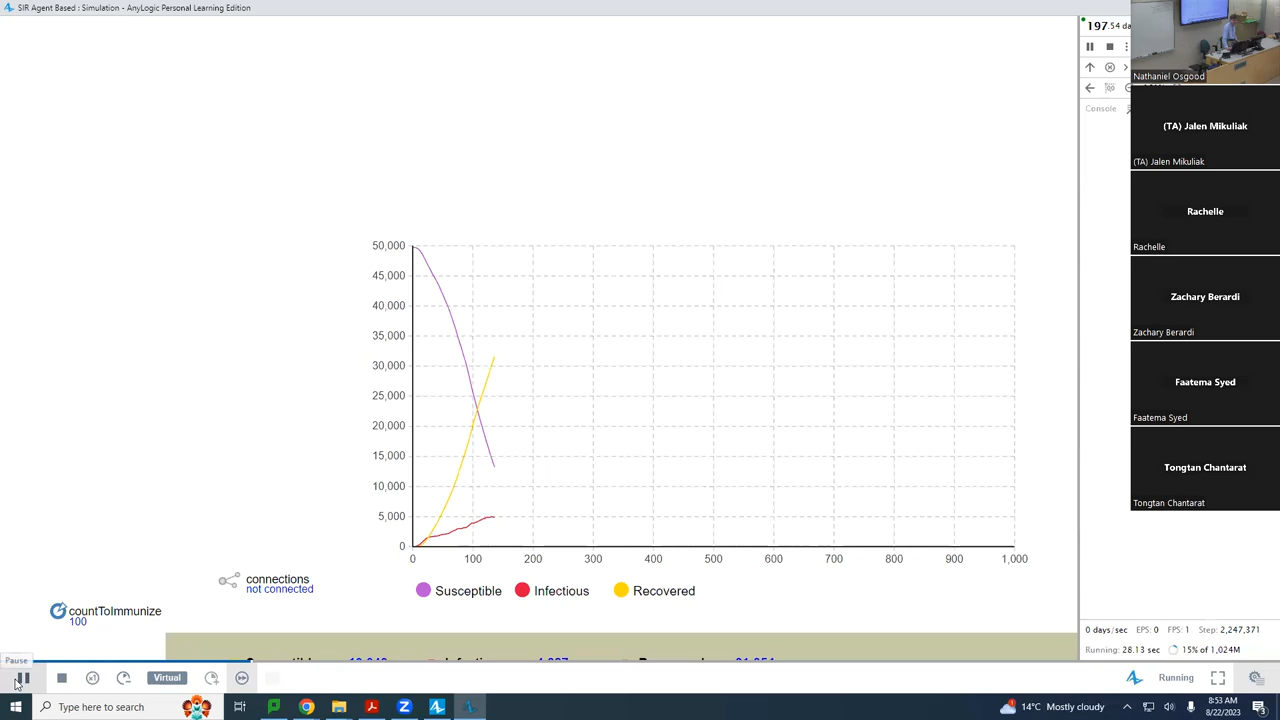 SIR Agent Based : Simulation - AnyLogic Personal Learning Edition
197.54 da
Nathaniel Osgood
Console
(TA) Jalen Mikuliak
(TA) Jalen Mikuliak
Rachelle
Rachelle
Zachary Berardi
Zachary Berardi
Faatema Syed
Faatema Syed
Tongtan Chantarat
Tongtan Chantarat
50,000
45,000
40,000
35,000
30,000
25,000
20,000
15,000
10,000
5,000
0
0 100 200 300 400 500 600 700 800 900 1,000
Susceptible Infectious Recovered
connections
not connected
countToImmunize
100
0 days/sec EPS: 0 FPS: 1 Step: 2,247,371
Running: 28.13 sec 15% of 1,024M
Pause
x1 Virtual Running
Type here to search
14°C Mostly cloudy
8:53 AM
8/22/2023
3